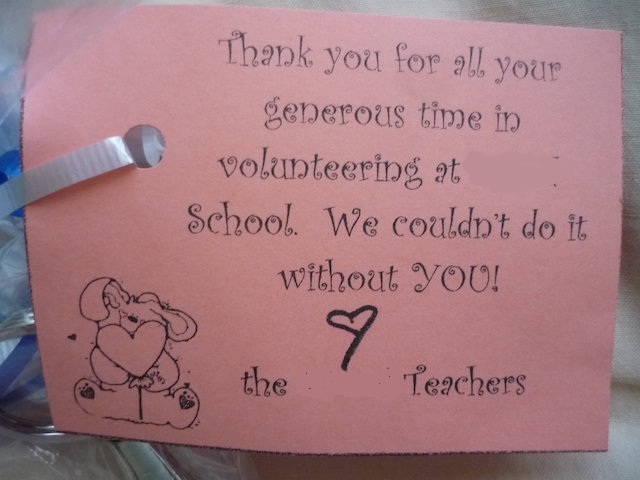 Thank you for all your
generous time in
volunteering at
School. We couldn't do it
without YOU!
the Teachers